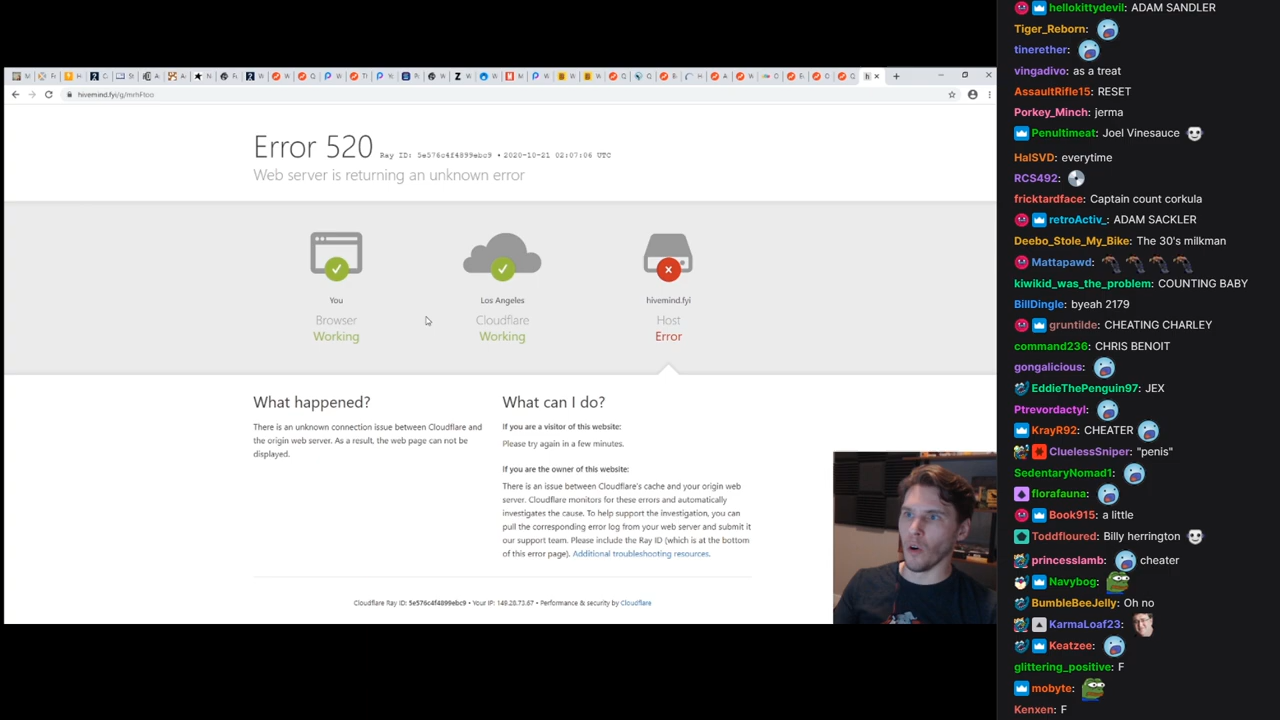 hivemind.fyi/g/mrhFtoo
Error 520 Ray ID: 5e576c4f4899ebc9 • 2020-10-21 02:07:06 UTC
Web server is returning an unknown error
You
Browser
Working
Los Angeles
Cloudflare
Working
hivemind.fyi
Host
Error
What happened?
There is an unknown connection issue between Cloudflare and
the origin web server. As a result, the web page can not be
displayed.
What can I do?
If you are a visitor of this website:
Please try again in a few minutes.
If you are the owner of this website:
There is an issue between Cloudflare's cache and your origin web
server. Cloudflare monitors for these errors and automatically
investigates the cause. To help support the investigation, you can
pull the corresponding error log from your web server and submit it
our support team. Please include the Ray ID (which is at the bottom
of this error page). Additional troubleshooting resources.
Cloudflare Ray ID: 5e576c4f4899ebc9 • Your IP: 149.28.73.67 • Performance & security by Cloudflare
hellokittydevil: ADAM SANDLER
Tiger_Reborn:
tinerether:
vingadivo: as a treat
AssaultRifle15: RESET
Porkey_Minch: jerma
Penultimeat: Joel Vinesauce
HalSVD: everytime
RCS492:
fricktardface: Captain count corkula
retroActiv_: ADAM SACKLER
Deebo_Stole_My_Bike: The 30's milkman
Mattapawd:
kiwikid_was_the_problem: COUNTING BABY
BillDingle: byeah 2179
gruntilde: CHEATING CHARLEY
command236: CHRIS BENOIT
gongalicious:
EddieThePenguin97: JEX
Ptrevordactyl:
KrayR92: CHEATER
CluelessSniper: "penis"
SedentaryNomad1:
florafauna:
Book915: a little
Toddfloured: Billy herrington
princesslamb: cheater
Navybog:
BumbleBeeJelly: Oh no
KarmaLoaf23:
Keatzee:
glittering_positive: F
mobyte:
Kenxen: F